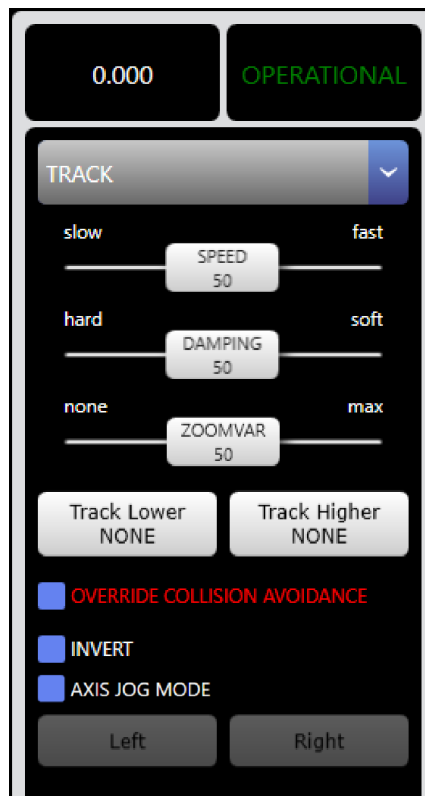 0.000 OPERATIONAL
TRACK
slow fast
SPEED
50
hard soft
DAMPING
50
none max
ZOOMVAR
50
Track Lower Track Higher
NONE NONE
OVERRIDE COLLISION AVOIDANCE
INVERT
AXIS JOG MODE
Left Right